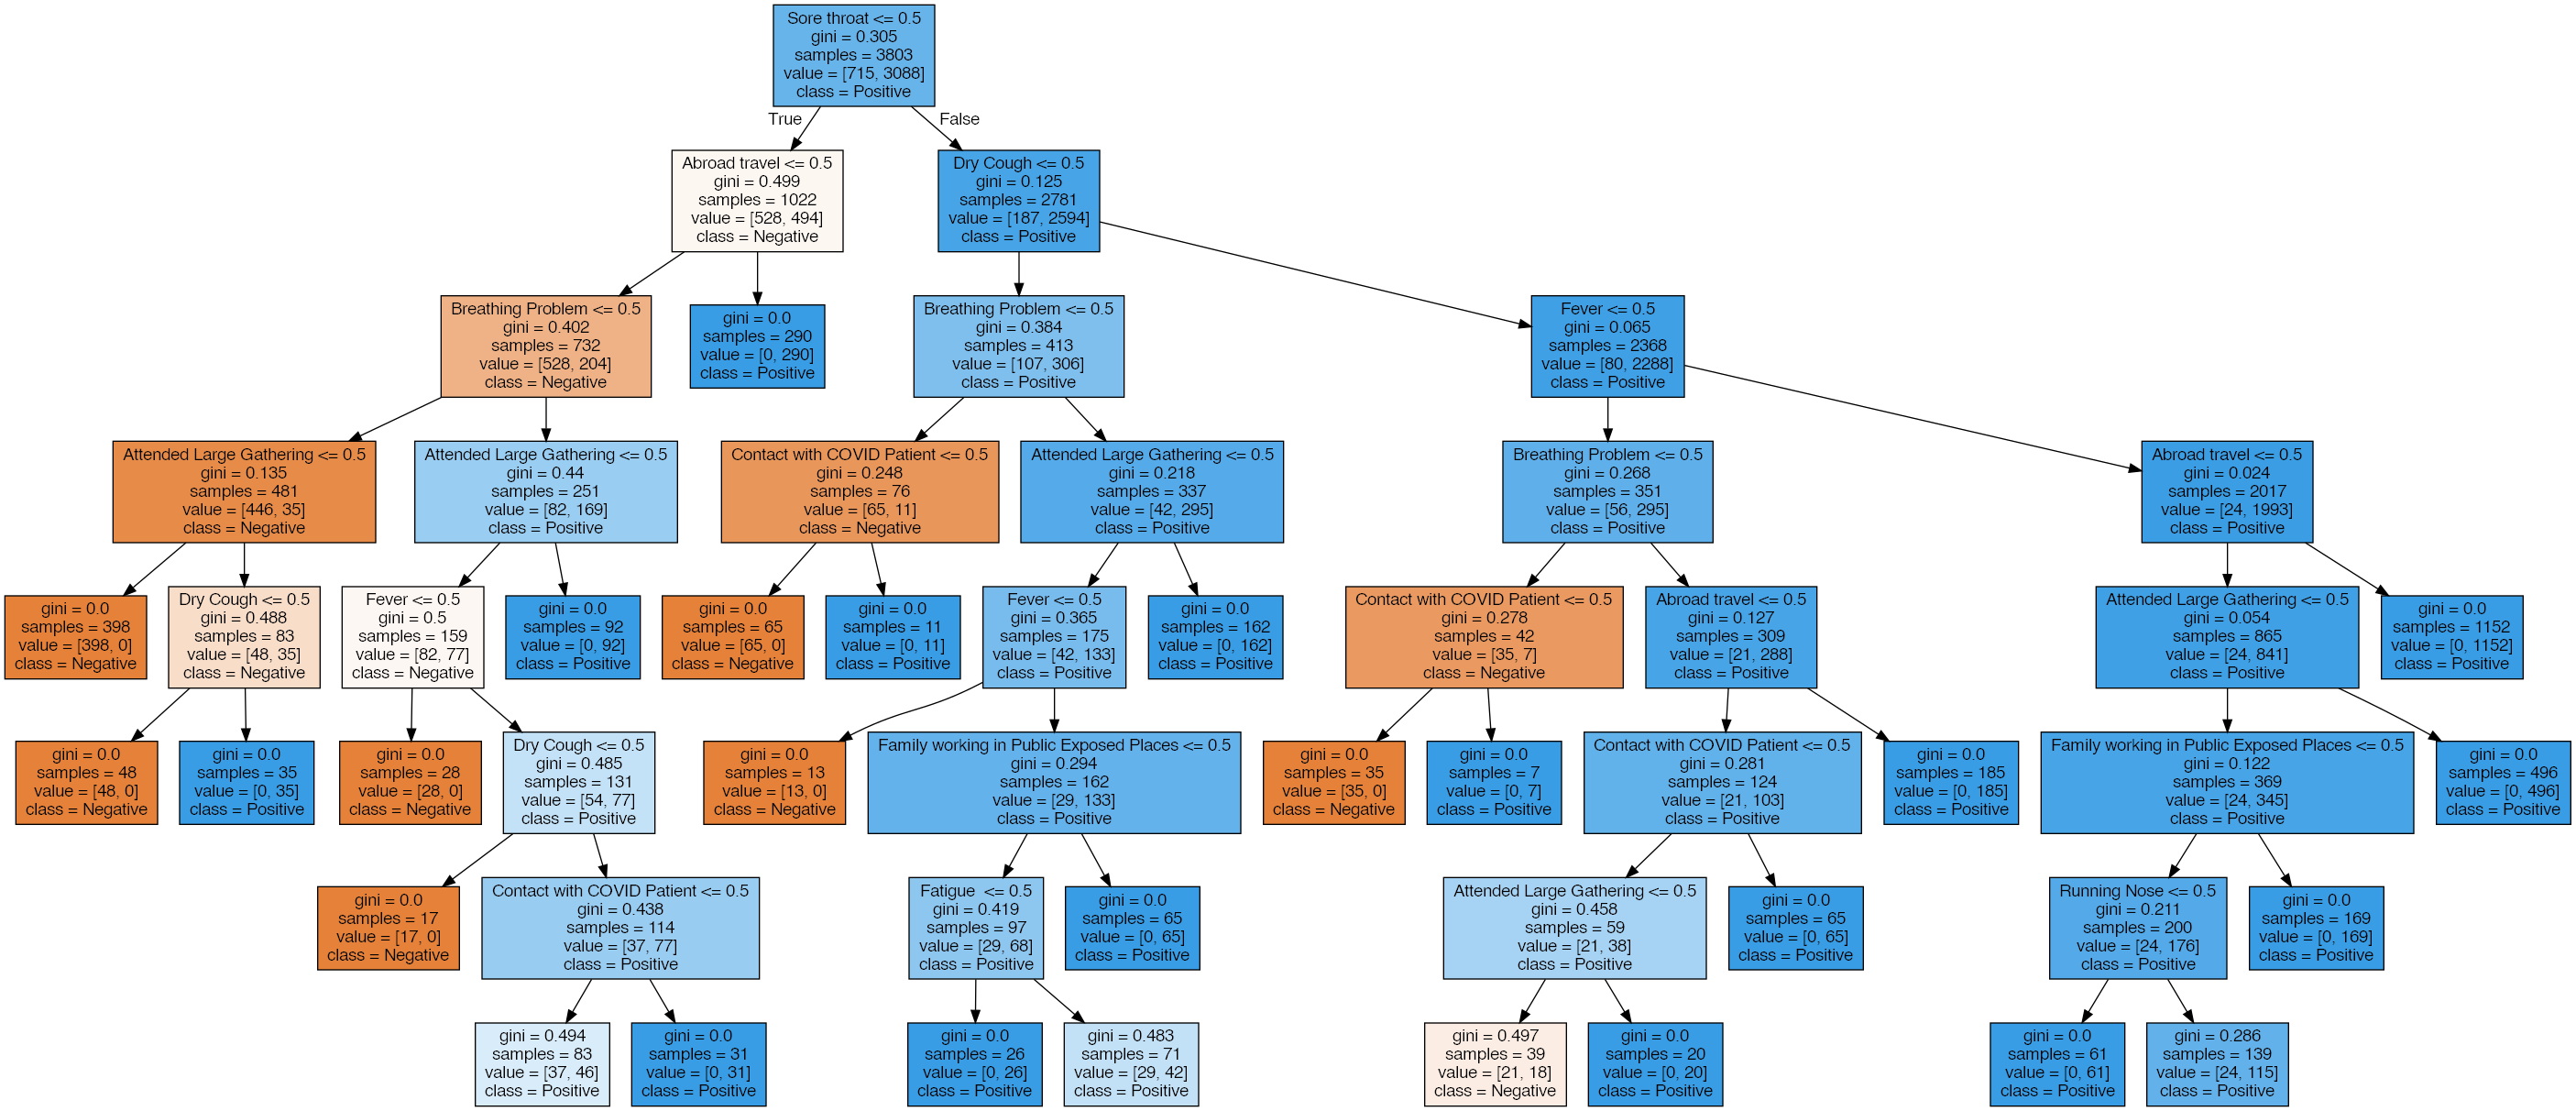 Sore throat <= 0.5
gini = 0.305
samples = 3803
value = [715, 3088]
class = Positive
True
False
Abroad travel <= 0.5
gini = 0.499
samples = 1022
value = [528, 494]
class = Negative
Dry Cough <= 0.5
gini = 0.125
samples = 2781
value = [187, 2594]
class = Positive
Breathing Problem <= 0.5
gini = 0.402
samples = 732
value = [528, 204]
class = Negative
gini = 0.0
samples = 290
value = [0, 290]
class = Positive
Breathing Problem <= 0.5
gini = 0.384
samples = 413
value = [107, 306]
class = Positive
Fever <= 0.5
gini = 0.065
samples = 2368
value = [80, 2288]
class = Positive
Attended Large Gathering <= 0.5
gini = 0.135
samples = 481
value = [446, 35]
class = Negative
Attended Large Gathering <= 0.5
gini = 0.44
samples = 251
value = [82, 169]
class = Positive
Contact with COVID Patient <= 0.5
gini = 0.248
samples = 76
value = [65, 11]
class = Negative
Attended Large Gathering <= 0.5
gini = 0.218
samples = 337
value = [42, 295]
class = Positive
Breathing Problem <= 0.5
gini = 0.268
samples = 351
value = [56, 295]
class = Positive
Abroad travel <= 0.5
gini = 0.024
samples = 2017
value = [24, 1993]
class = Positive
gini = 0.0
samples = 398
value = [398, 0]
class = Negative
Dry Cough <= 0.5
gini = 0.488
samples = 83
value = [48, 35]
class = Negative
Fever <= 0.5
gini = 0.5
samples = 159
value = [82, 77]
class = Negative
gini = 0.0
samples = 92
value = [0, 92]
class = Positive
gini = 0.0
samples = 65
value = [65, 0]
class = Negative
gini = 0.0
samples = 11
value = [0, 11]
class = Positive
Fever <= 0.5
gini = 0.365
samples = 175
value = [42, 133]
class = Positive
gini = 0.0
samples = 162
value = [0, 162]
class = Positive
Contact with COVID Patient <= 0.5
gini = 0.278
samples = 42
value = [35, 7]
class = Negative
Abroad travel <= 0.5
gini = 0.127
samples = 309
value = [21, 288]
class = Positive
Attended Large Gathering <= 0.5
gini = 0.054
samples = 865
value = [24, 841]
class = Positive
gini = 0.0
samples = 1152
value = [0, 1152]
class = Positive
gini = 0.0
samples = 48
value = [48, 0]
class = Negative
gini = 0.0
samples = 35
value = [0, 35]
class = Positive
gini = 0.0
samples = 28
value = [28, 0]
class = Negative
Dry Cough <= 0.5
gini = 0.485
samples = 131
value = [54, 77]
class = Positive
gini = 0.0
samples = 13
value = [13, 0]
class = Negative
Family working in Public Exposed Places <= 0.5
gini = 0.294
samples = 162
value = [29, 133]
class = Positive
gini = 0.0
samples = 35
value = [35, 0]
class = Negative
gini = 0.0
samples = 7
value = [0, 7]
class = Positive
Contact with COVID Patient <= 0.5
gini = 0.281
samples = 124
value = [21, 103]
class = Positive
gini = 0.0
samples = 185
value = [0, 185]
class = Positive
Family working in Public Exposed Places <= 0.5
gini = 0.122
samples = 369
value = [24, 345]
class = Positive
gini = 0.0
samples = 496
value = [0, 496]
class = Positive
gini = 0.0
samples = 17
value = [17, 0]
class = Negative
Contact with COVID Patient <= 0.5
gini = 0.438
samples = 114
value = [37, 77]
class = Positive
Fatigue <= 0.5
gini = 0.419
samples = 97
value = [29, 68]
class = Positive
gini = 0.0
samples = 65
value = [0, 65]
class = Positive
Attended Large Gathering <= 0.5
gini = 0.458
samples = 59
value = [21, 38]
class = Positive
gini = 0.0
samples = 65
value = [0, 65]
class = Positive
Running Nose <= 0.5
gini = 0.211
samples = 200
value = [24, 176]
class = Positive
gini = 0.0
samples = 169
value = [0, 169]
class = Positive
gini = 0.494
samples = 83
value = [37, 46]
class = Positive
gini = 0.0
samples = 31
value = [0, 31]
class = Positive
gini = 0.0
samples = 26
value = [0, 26]
class = Positive
gini = 0.483
samples = 71
value = [29, 42]
class = Positive
gini = 0.497
samples = 39
value = [21, 18]
class = Negative
gini = 0.0
samples = 20
value = [0, 20]
class = Positive
gini = 0.0
samples = 61
value = [0, 61]
class = Positive
gini = 0.286
samples = 139
value = [24, 115]
class = Positive